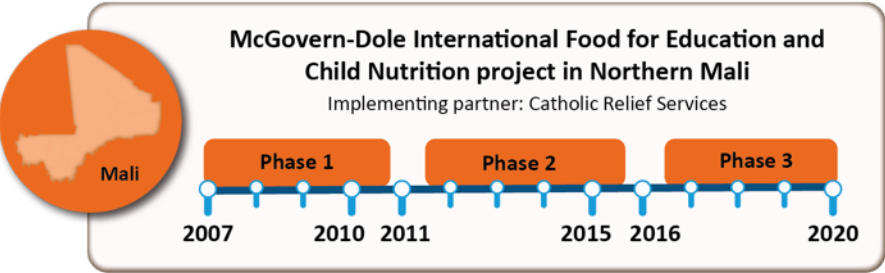 McGovern-Dole International Food for Education and
Child Nutrition project in Northern Mali
Implementing partner: Catholic Relief Services
Mali
Phase 1
Phase 2
Phase 3
2007
2010
2011
2015
2016
2020